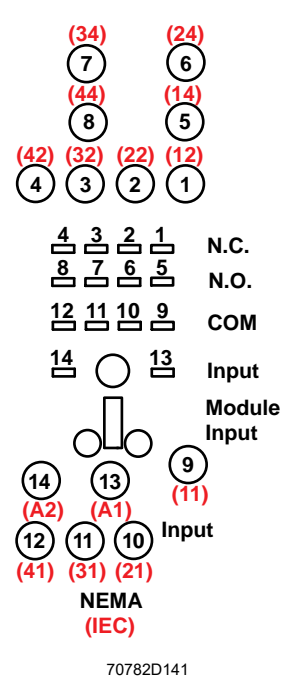 (34) (24)
7 6
(44) (14)
8 5
(42) (32) (22) (12)
4 3 2 1
4 3 2 1 N.C.
8 7 6 5 N.O.
12 11 10 9 COM
14 13 Input
Module
Input
9
14 13 (11)
(A2) (A1)
12 11 10 Input
(41) (31) (21)
NEMA
(IEC)
70782D141